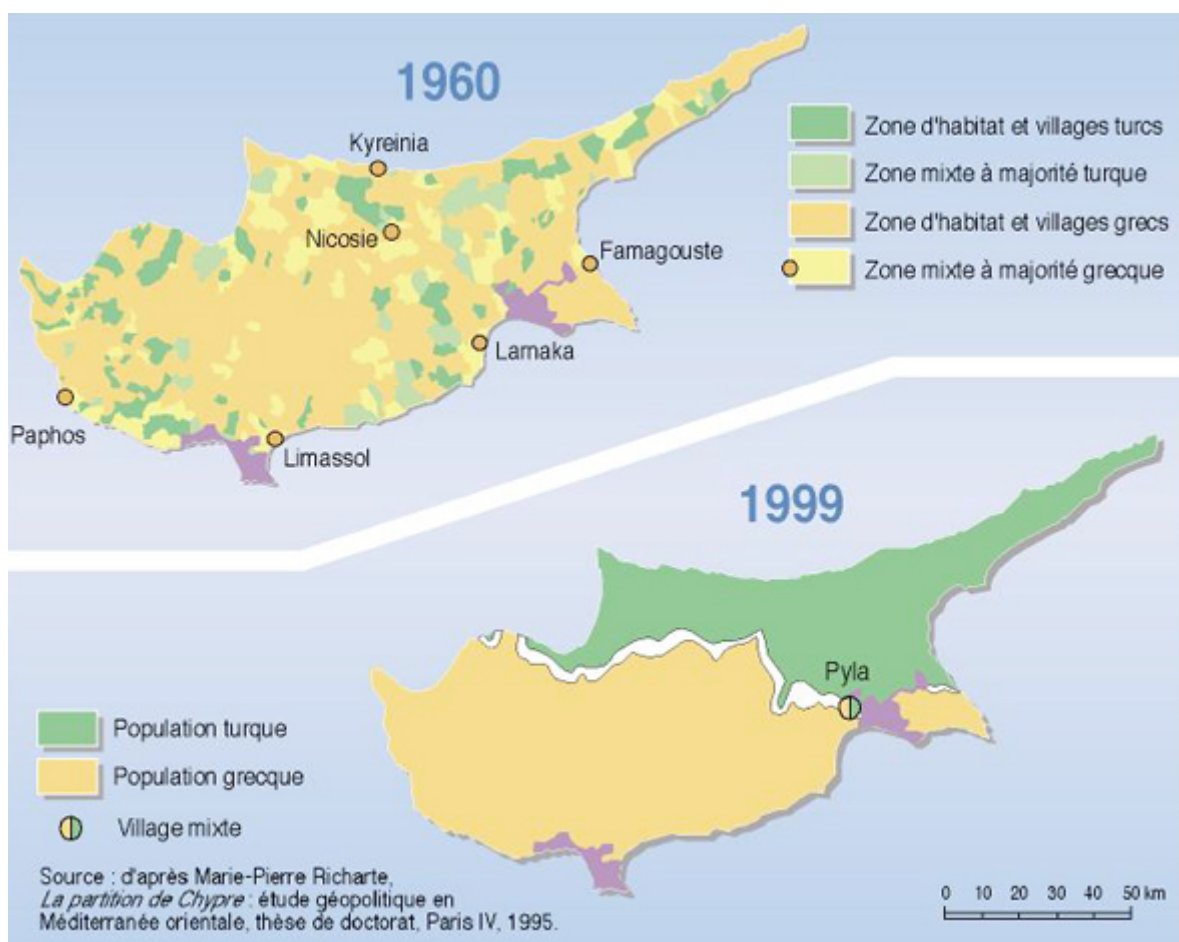 1960
Kyreinia
Nicosie
Famagouste
Larnaka
Paphos
Limassol
Zone d'habitat et villages turcs
Zone mixte à majorité turque
Zone d'habitat et villages grecs
Zone mixte à majorité grecque
1999
Pyla
Population turque
Population grecque
Village mixte
Source : d'après Marie-Pierre Richarte,
La partition de Chypre : étude géopolitique en
Méditerranée orientale, thèse de doctorat, Paris IV, 1995.
0 10 20 30 40 50 km